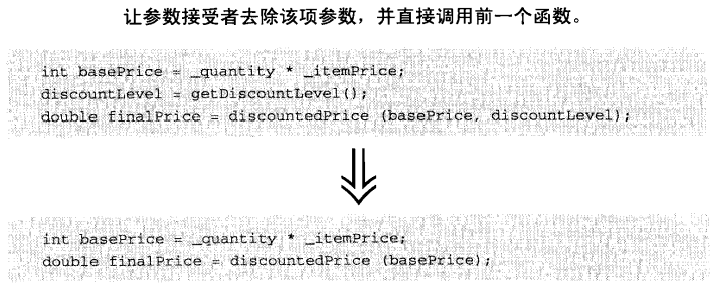 让参数接受者去除该项参数，并直接调用前一个函数。
int basePrice = _quantity * _itemPrice;
discountLevel = getDiscountLevel();
double finalPrice = discountedPrice (basePrice, discountLevel);
int basePrice = _quantity * _itemPrice;
double finalPrice = discountedPrice (basePrice);